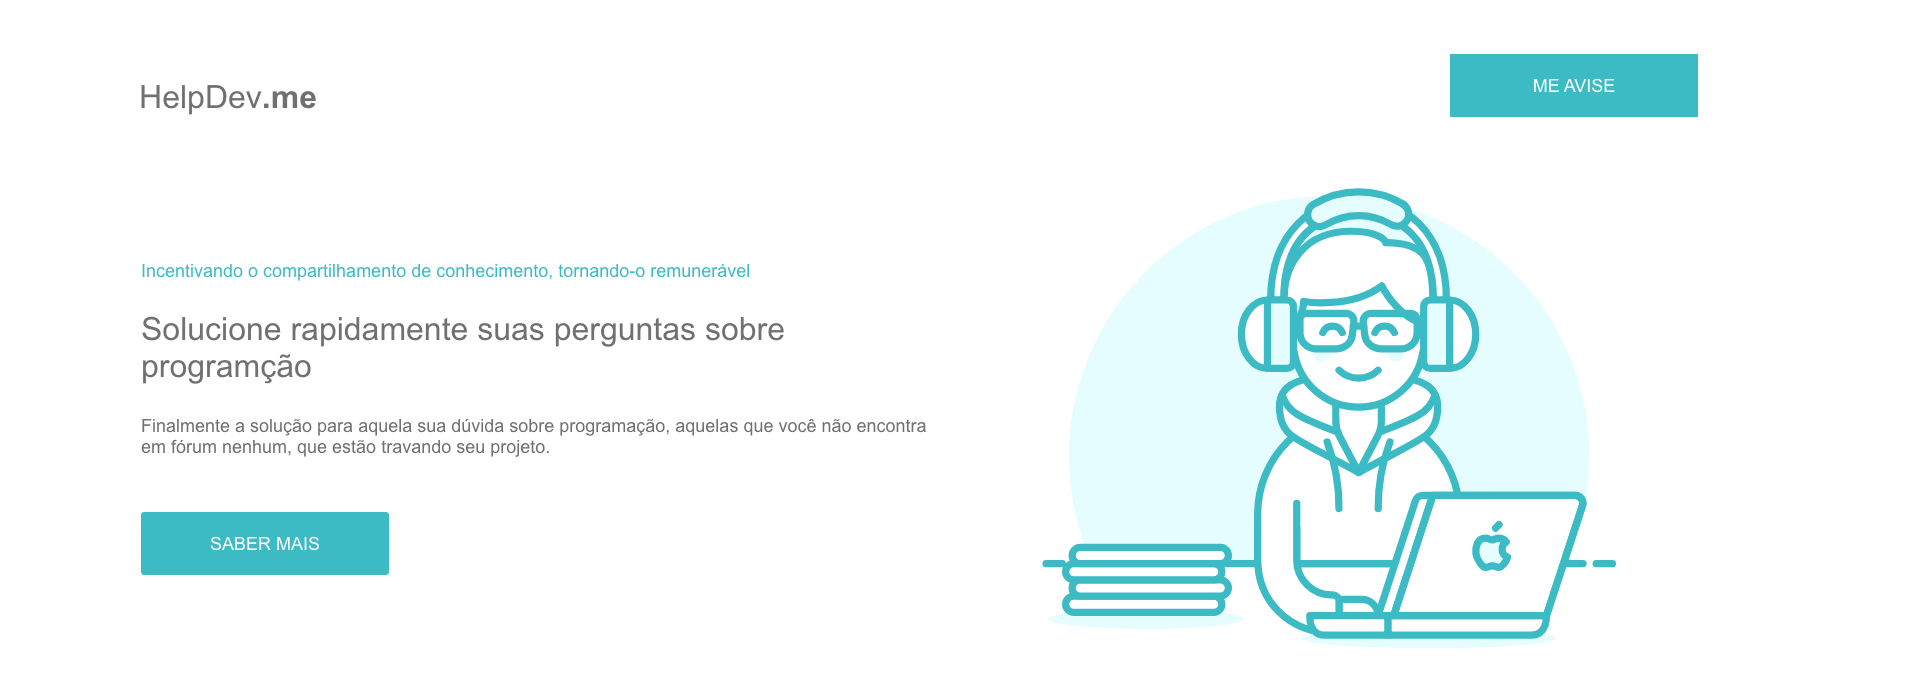 HelpDev.me
ME AVISE
Incentivando o compartilhamento de conhecimento, tornando-o remunerável
Solucione rapidamente suas perguntas sobre
programção
Finalmente a solução para aquela sua dúvida sobre programação, aquelas que você não encontra
em fórum nenhum, que estão travando seu projeto.
SABER MAIS